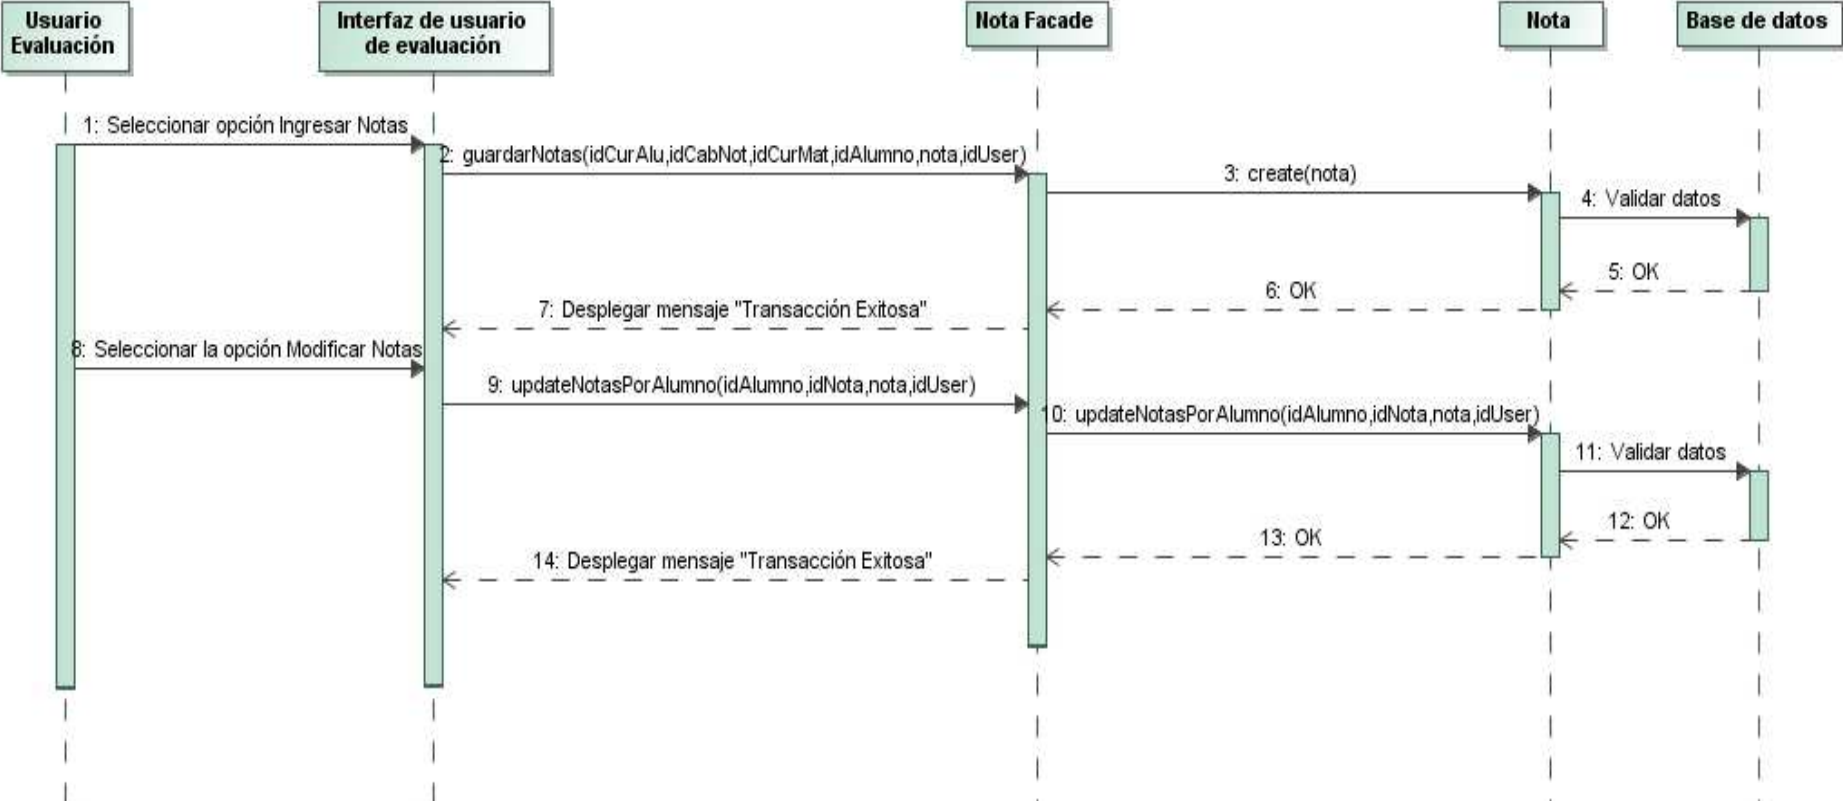 Usuario
Evaluación
Interfaz de usuario
de evaluación
Nota Facade
Nota
Base de datos
1: Seleccionar opción Ingresar Notas
2: guardarNotas(idCurAlu,idCabNot,idCurMat,idAlumno,nota,idUser)
3: create(nota)
4: Validar datos
5: OK
6: OK
7: Desplegar mensaje "Transacción Exitosa"
8: Seleccionar la opción Modificar Notas
9: updateNotasPorAlumno(idAlumno,idNota,nota,idUser)
10: updateNotasPorAlumno(idAlumno,idNota,nota,idUser)
11: Validar datos
12: OK
13: OK
14: Desplegar mensaje "Transacción Exitosa"